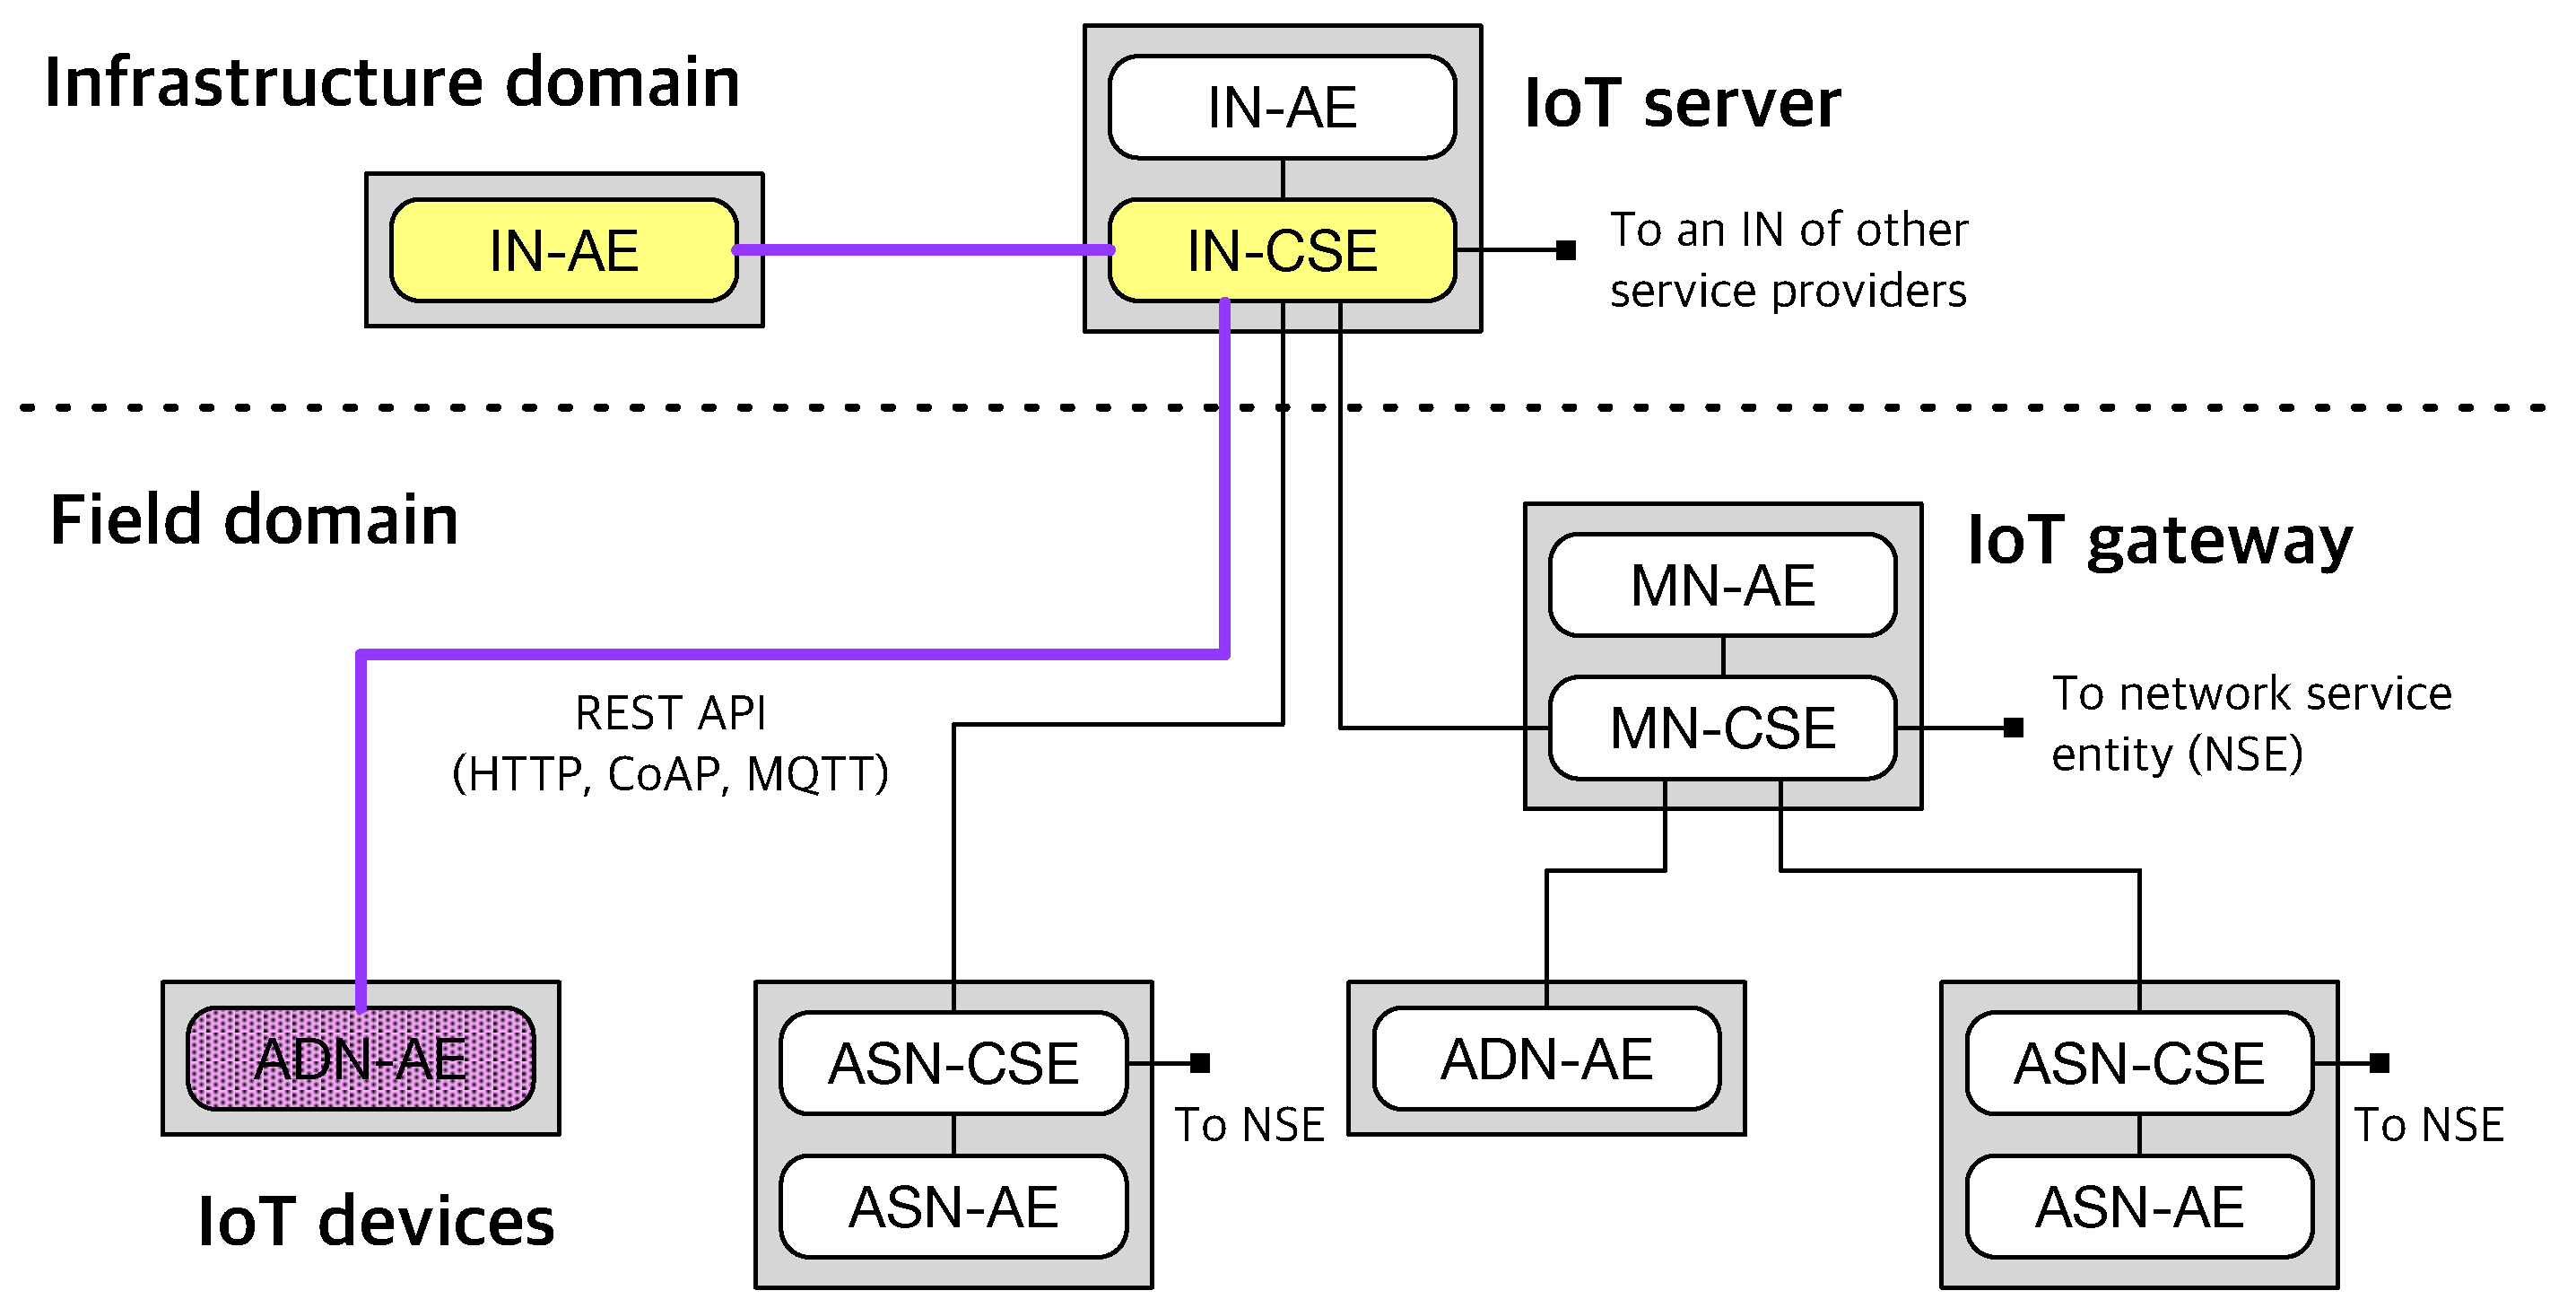 Infrastructure domain
IN-AE
IoT server
IN-AE
IN-CSE
To an IN of other
service providers
Field domain
IoT gateway
MN-AE
MN-CSE
To network service
entity (NSE)
REST API
(HTTP, CoAP, MQTT)
ADN-AE
ASN-CSE
To NSE
ASN-AE
ADN-AE
ASN-CSE
To NSE
ASN-AE
IoT devices